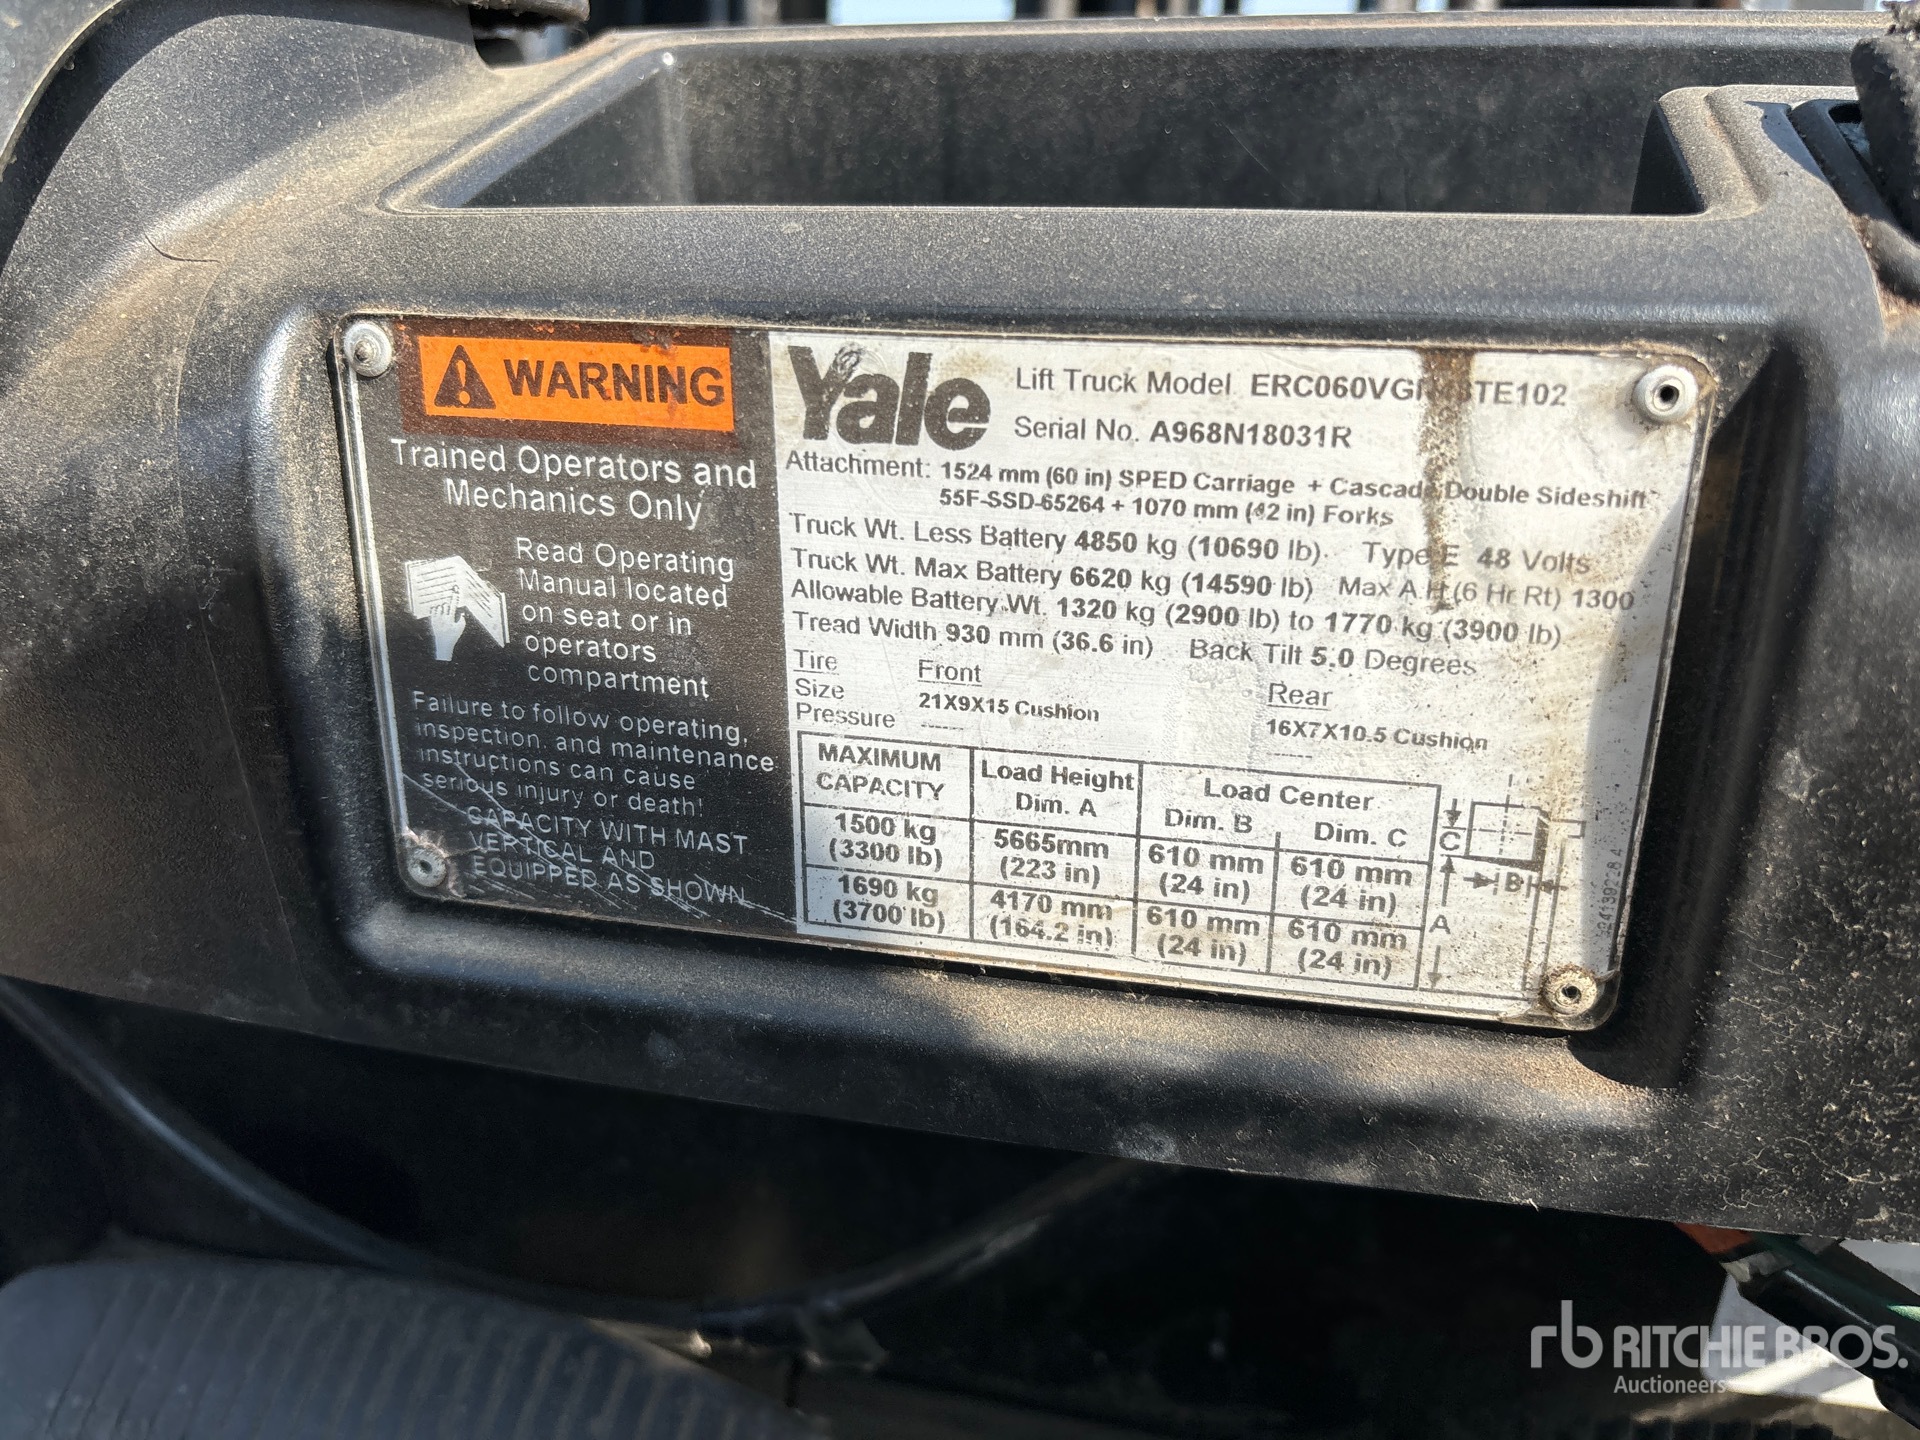 WARNING
Trained Operators and
Mechanics Only
Read Operating
Manual located
on seat or in
operators
compartment
Failure to follow operating,
inspection, and maintenance
instructions can cause
serious injury or death!
CAPACITY WITH MAST
VERTICAL AND
EQUIPPED AS SHOWN
Yale
Lift Truck Model
Serial No. A968N18031R
Attachment: 1524 mm (60 in) SPED Carriage + Cascade Double Sideshift
55F-SSD-65264 + 1070 mm (42 in) Forks
Truck Wt. Less Battery 4850 kg (10690 lb) Type E 48 Volts
Truck Wt. Max Battery 6620 kg (14590 lb) Max A H (6 Hr Rt) 1300
Allowable Battery Wt. 1320 kg (2900 lb) to 1770 kg (3900 lb)
Tread Width 930 mm (36.6 in) Back Tilt 5.0 Degrees
Tire Front Rear
Size 21X9X15 Cushion 16X7X10.5 Cushion
Pressure ------ ------
MAXIMUM CAPACITY Load Height Dim. A Load Center Dim. B Dim. C
1500 kg (3300 lb) 5665mm (223 in) 610 mm (24 in) 610 mm (24 in)
1690 kg (3700 lb) 4170 mm (164.2 in) 610 mm (24 in) 610 mm (24 in)
C
B
A
rb RITCHIE BROS.
Auctioneers